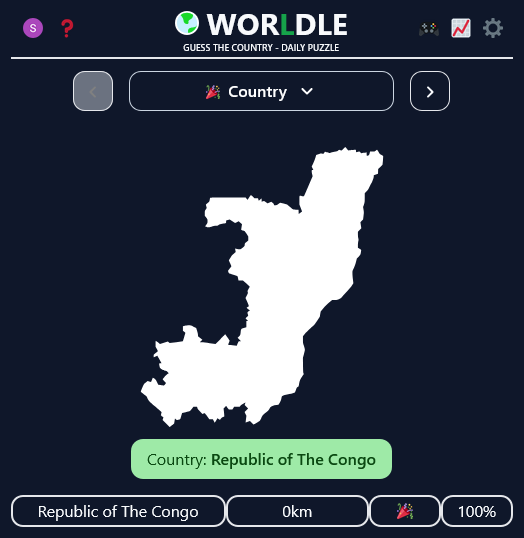 S
?
WORLDLE
GUESS THE COUNTRY - DAILY PUZZLE
Country
Country: Republic of The Congo
Republic of The Congo 0km 100%